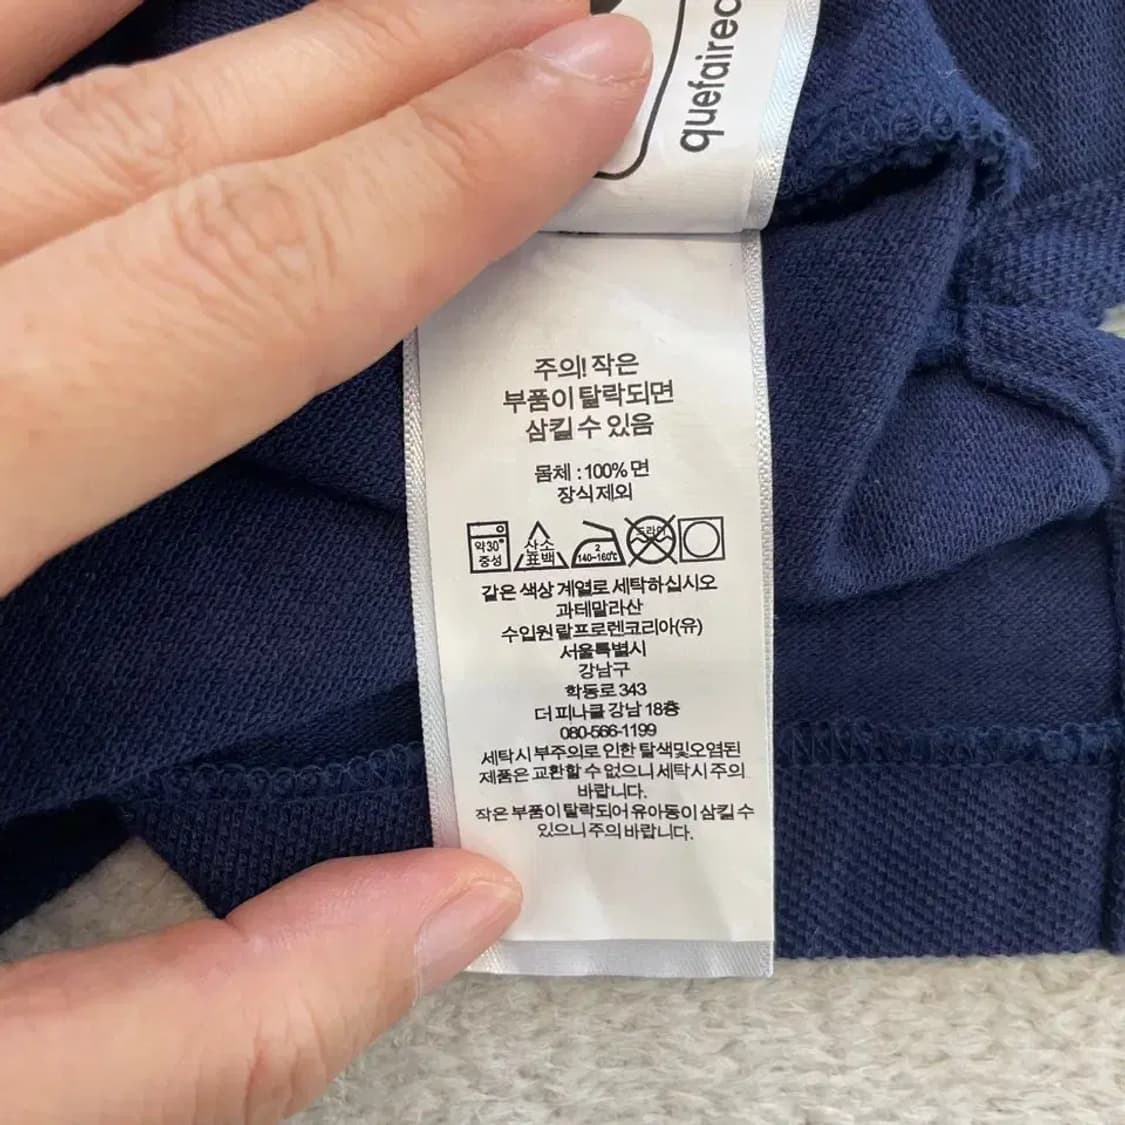 quefairec
주의! 작은
부품이 탈락되면
삼킬 수 있음
몸체 : 100% 면
장식 제외
약30°
중성
산소
표백
2
140~160℃
드라이
같은 색상 계열로 세탁하십시오
과테말라산
수입원 랄프로렌코리아(유)
서울특별시
강남구
학동로 343
더 피나클 강남 18층
080-566-1199
세탁시 부주의로 인한 탈색및오염된
제품은 교환할 수 없으니 세탁시 주의
바랍니다.
작은 부품이 탈락되어 유아동이 삼킬 수
있으니 주의 바랍니다.